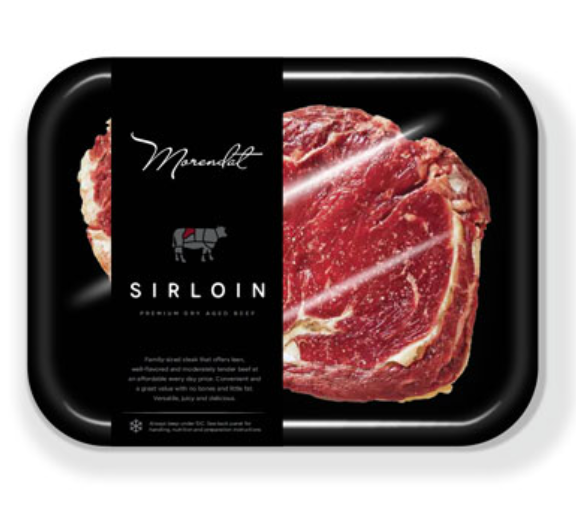 Morendat
SIRLOIN
PREMIUM DRY AGED BEEF
Family-sized steak that offers lean,
well-flavored and moderately tender beef at
an affordable every day price. Convenient and
a great value with no bones and little fat.
Versatile, juicy and delicious.
Always keep under 5C. See back panel for
handling, nutrition and preparation instructions